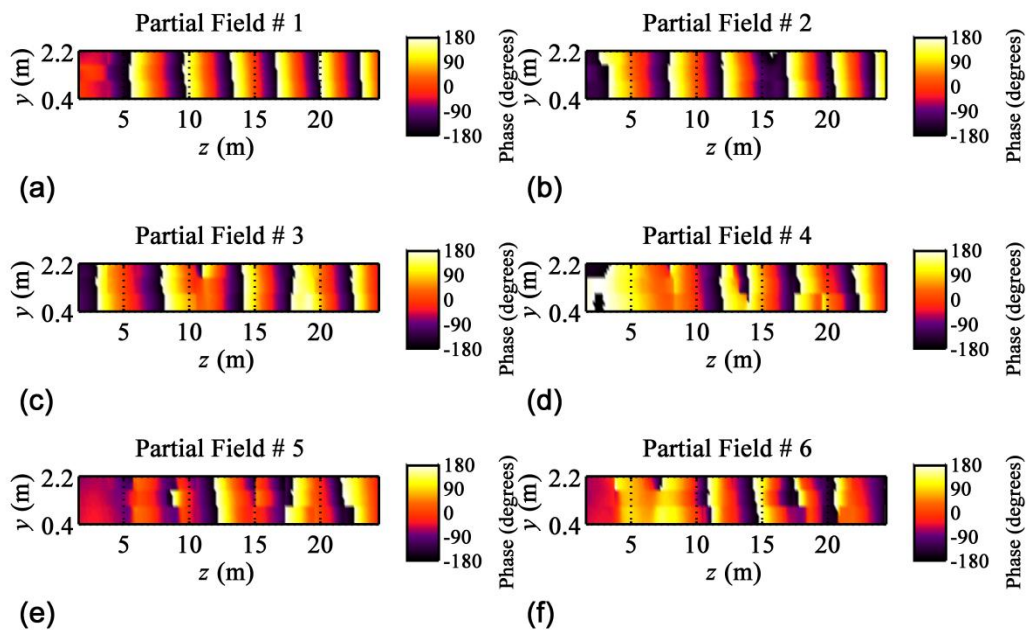 Partial Field # 1
Partial Field # 2
2.2
y (m)
0.4
5 10 15 20
z (m)
180
90
0
-90
-180
Phase (degrees)
2.2
y (m)
0.4
5 10 15 20
z (m)
180
90
0
-90
-180
Phase (degrees)
(a)
(b)
Partial Field # 3
Partial Field # 4
2.2
y (m)
0.4
5 10 15 20
z (m)
180
90
0
-90
-180
Phase (degrees)
2.2
y (m)
0.4
5 10 15 20
z (m)
180
90
0
-90
-180
Phase (degrees)
(c)
(d)
Partial Field # 5
Partial Field # 6
2.2
y (m)
0.4
5 10 15 20
z (m)
180
90
0
-90
-180
Phase (degrees)
2.2
y (m)
0.4
5 10 15 20
z (m)
180
90
0
-90
-180
Phase (degrees)
(e)
(f)